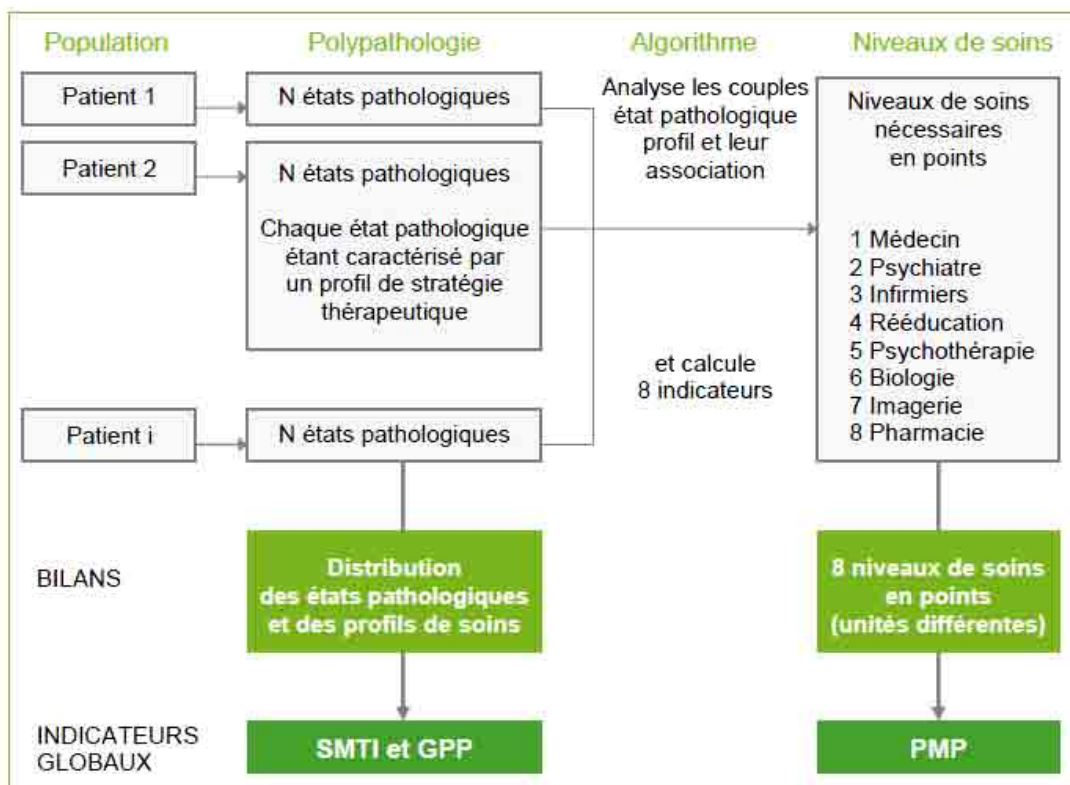 Population
Polypathologie
Algorithme
Niveaux de soins
Patient 1
N états pathologiques
Patient 2
N états pathologiques
Chaque état pathologique
étant caractérisé par
un profil de stratégie
thérapeutique
Patient i
N états pathologiques
Analyse les couples
état pathologique
profil et leur
association
et calcule
8 indicateurs
Niveaux de soins
nécessaires
en points
1 Médecin
2 Psychiatre
3 Infirmiers
4 Rééducation
5 Psychothérapie
6 Biologie
7 Imagerie
8 Pharmacie
BILANS
Distribution
des états pathologiques
et des profils de soins
8 niveaux de soins
en points
(unités différentes)
INDICATEURS
GLOBAUX
SMTI et GPP
PMP